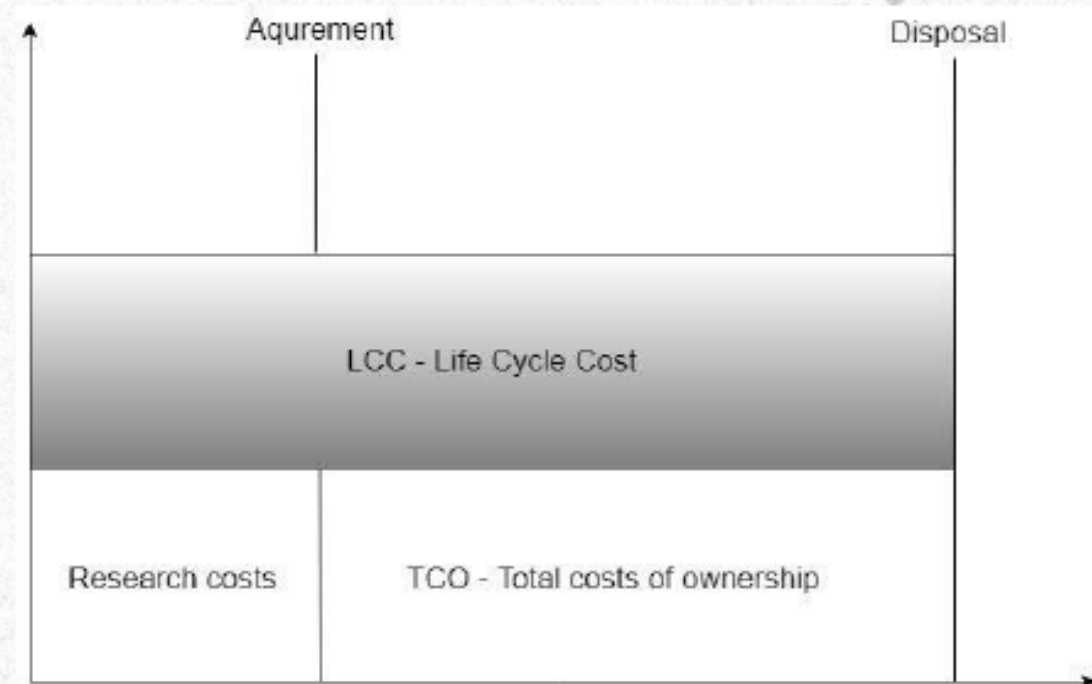 Aqurement
Disposal
LCC - Life Cycle Cost
Research costs
TCO - Total costs of ownership